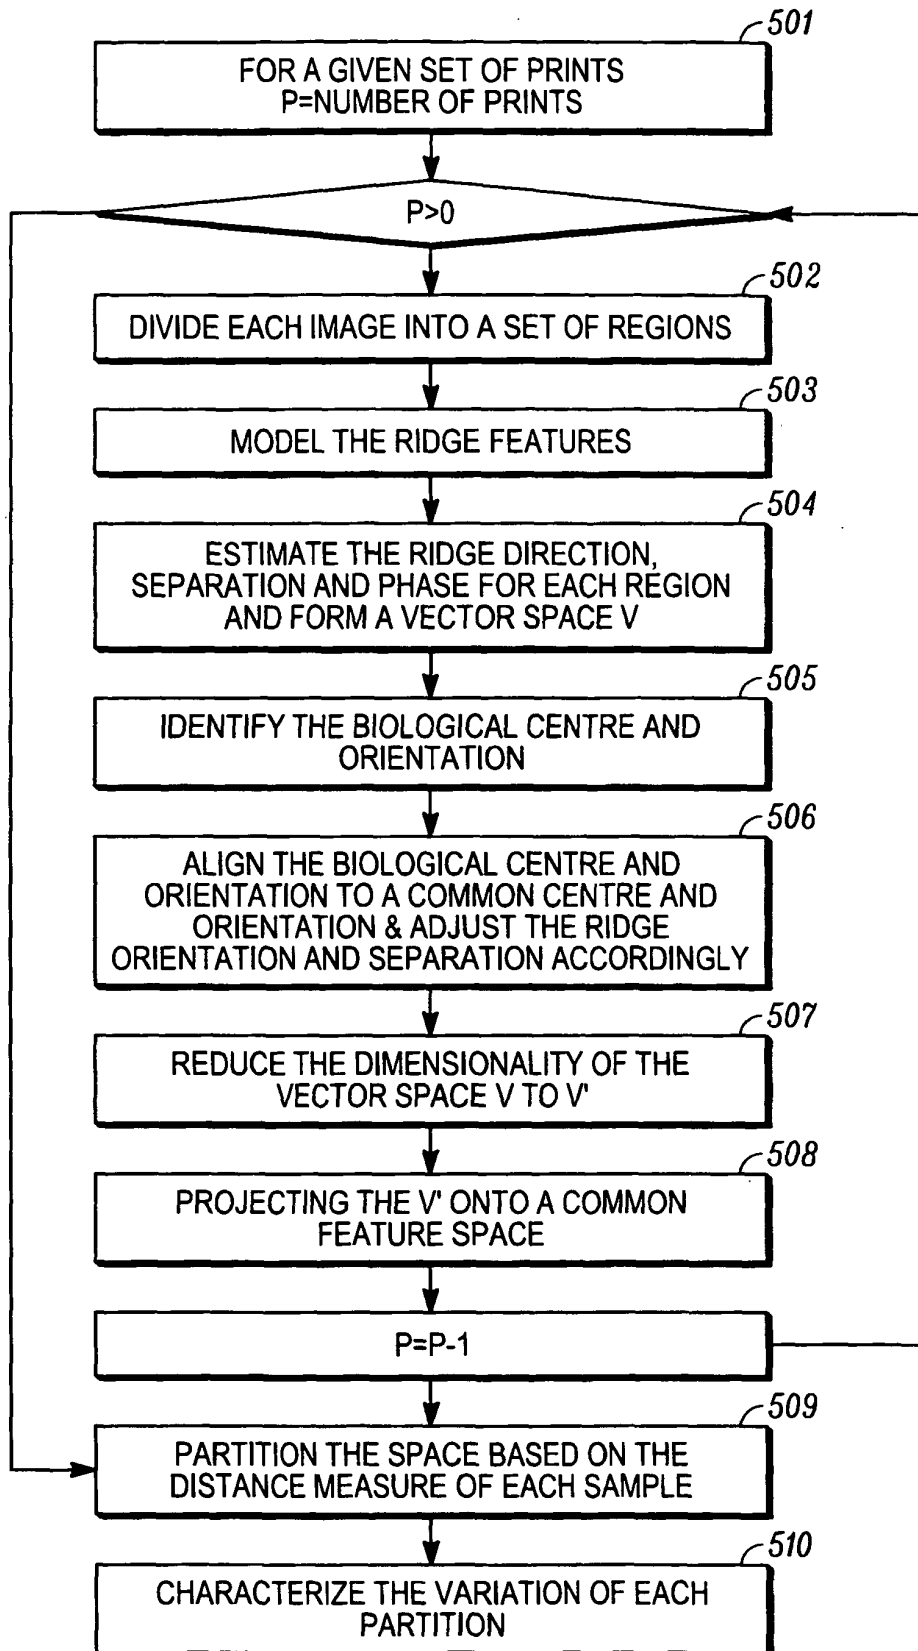 501
FOR A GIVEN SET OF PRINTS
P=NUMBER OF PRINTS
P>0
502
DIVIDE EACH IMAGE INTO A SET OF REGIONS
503
MODEL THE RIDGE FEATURES
504
ESTIMATE THE RIDGE DIRECTION,
SEPARATION AND PHASE FOR EACH REGION
AND FORM A VECTOR SPACE V
505
IDENTIFY THE BIOLOGICAL CENTRE AND
ORIENTATION
506
ALIGN THE BIOLOGICAL CENTRE AND
ORIENTATION TO A COMMON CENTRE AND
ORIENTATION & ADJUST THE RIDGE
ORIENTATION AND SEPARATION ACCORDINGLY
507
REDUCE THE DIMENSIONALITY OF THE
VECTOR SPACE V TO V'
508
PROJECTING THE V' ONTO A COMMON
FEATURE SPACE
P=P-1
509
PARTITION THE SPACE BASED ON THE
DISTANCE MEASURE OF EACH SAMPLE
510
CHARACTERIZE THE VARIATION OF EACH
PARTITION